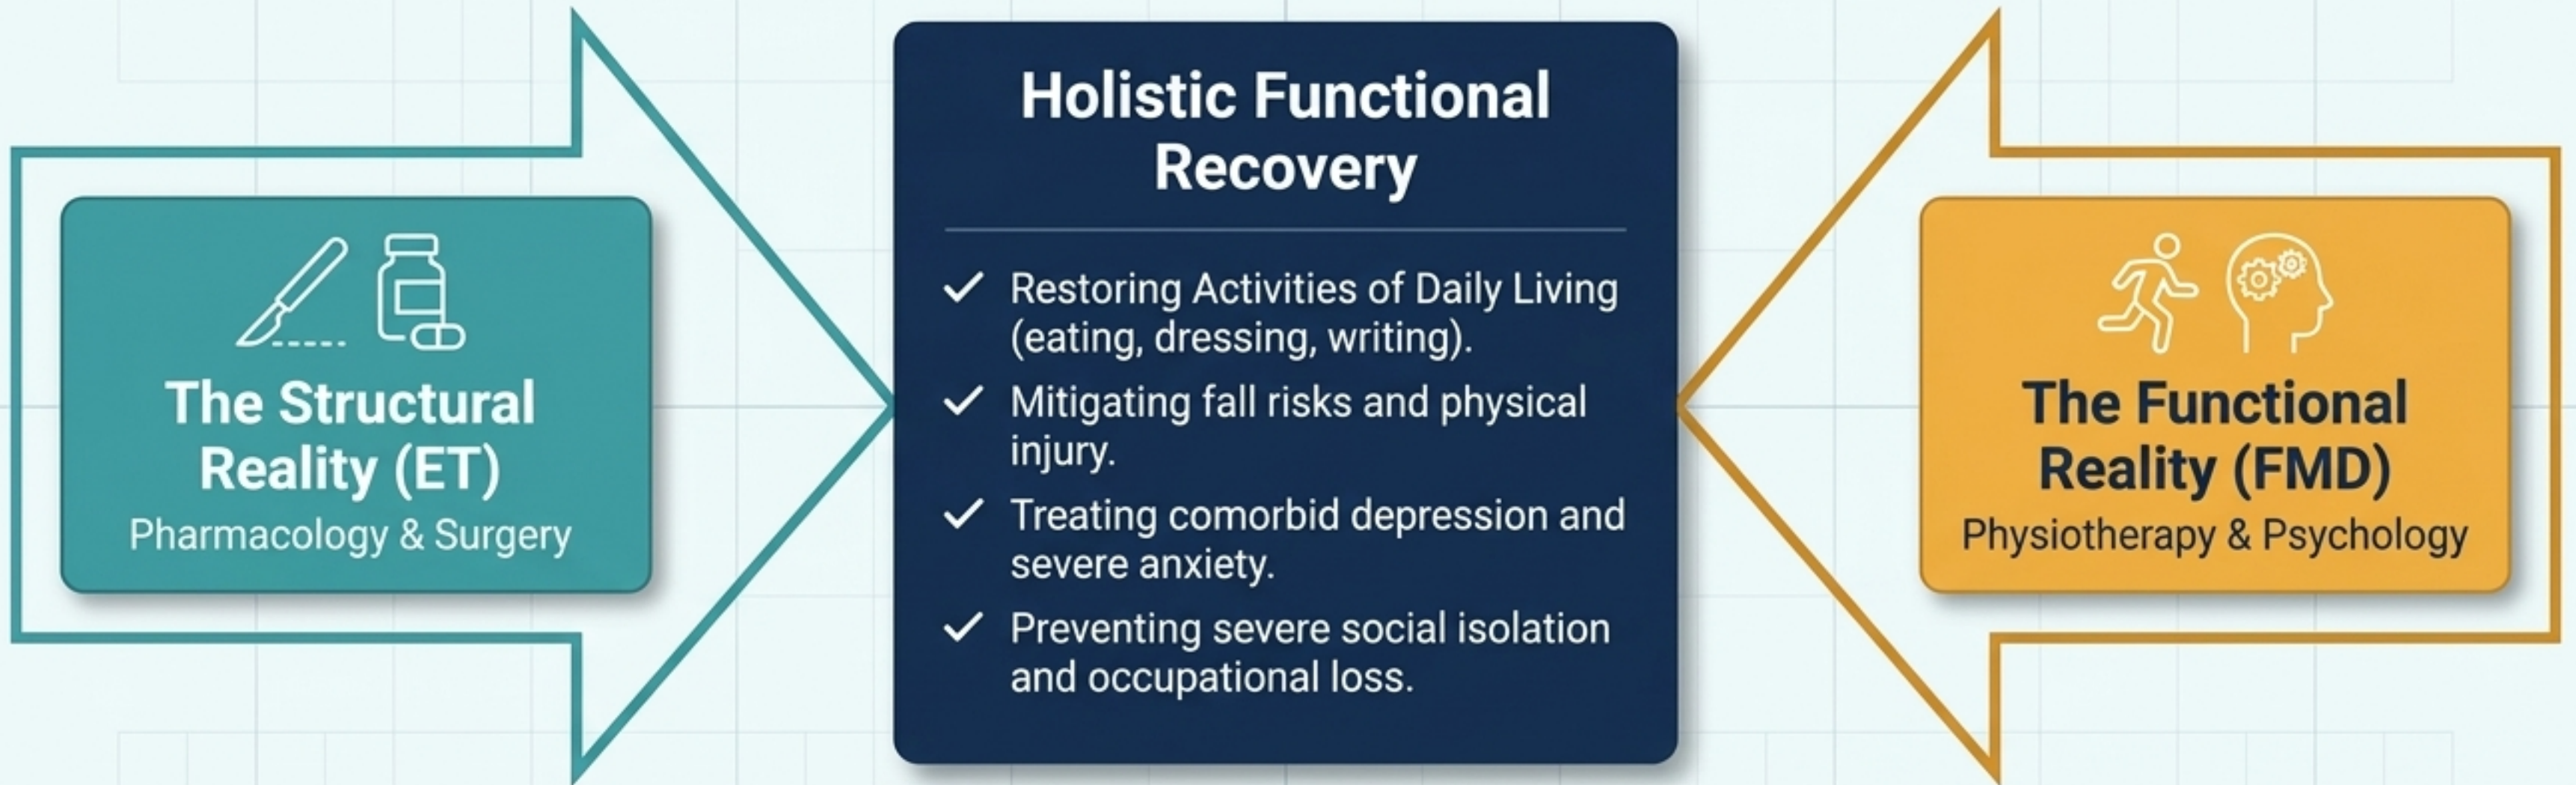 The Structural
Reality (ET)
Pharmacology & Surgery
Holistic Functional
Recovery
Restoring Activities of Daily Living
(eating, dressing, writing).
Mitigating fall risks and physical
injury.
Treating comorbid depression and
severe anxiety.
Preventing severe social isolation
and occupational loss.
The Functional
Reality (FMD)
Physiotherapy & Psychology